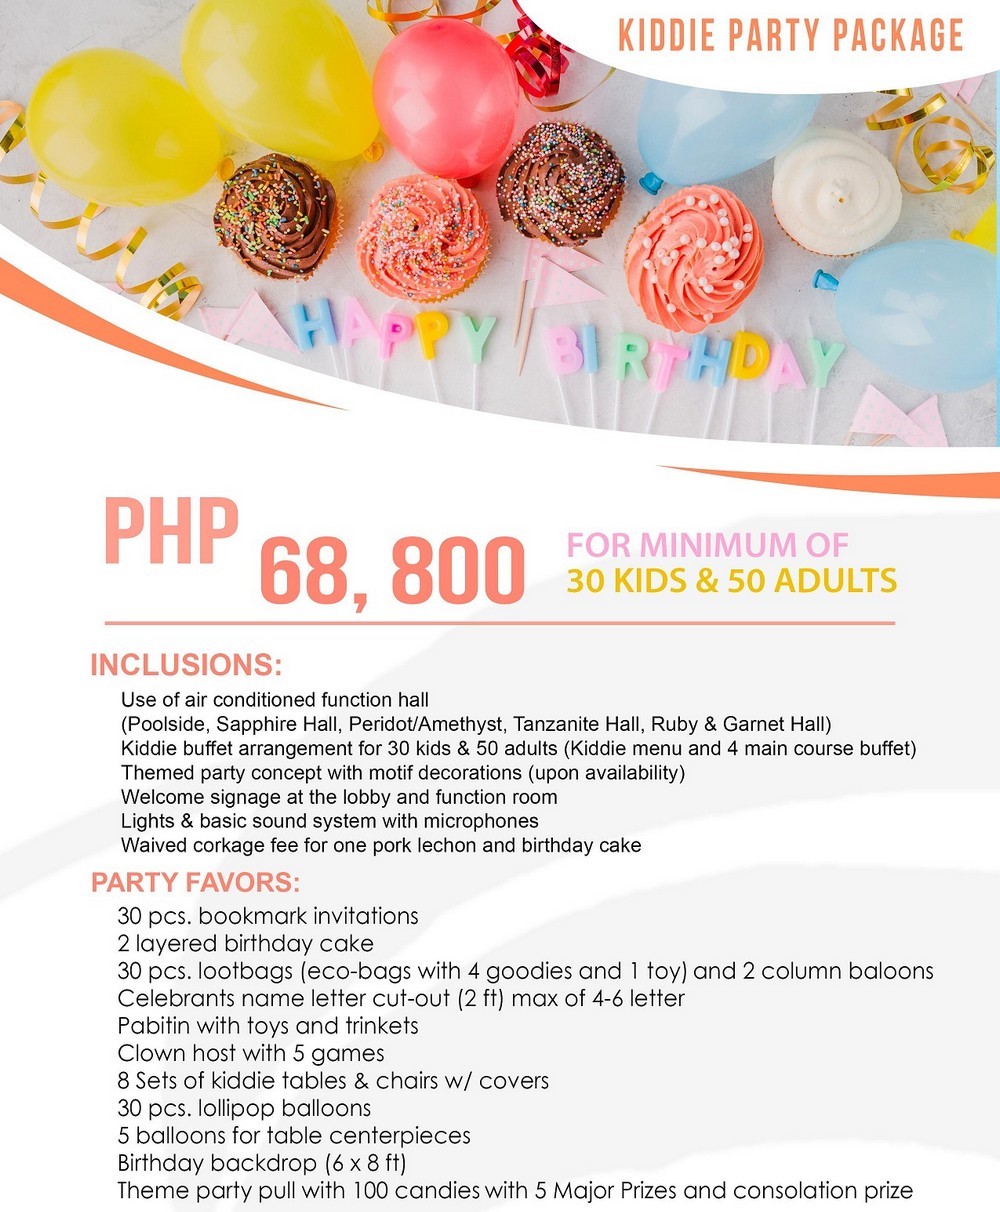 KIDDIE PARTY PACKAGE
HAPPY BIRTHDAY
PHP 68, 800
FOR MINIMUM OF
30 KIDS & 50 ADULTS
INCLUSIONS:
Use of air conditioned function hall
(Poolside, Sapphire Hall, Peridot/Amethyst, Tanzanite Hall, Ruby & Garnet Hall)
Kiddie buffet arrangement for 30 kids & 50 adults (Kiddie menu and 4 main course buffet)
Themed party concept with motif decorations (upon availability)
Welcome signage at the lobby and function room
Lights & basic sound system with microphones
Waived corkage fee for one pork lechon and birthday cake
PARTY FAVORS:
30 pcs. bookmark invitations
2 layered birthday cake
30 pcs. lootbags (eco-bags with 4 goodies and 1 toy) and 2 column baloons
Celebrants name letter cut-out (2 ft) max of 4-6 letter
Pabitin with toys and trinkets
Clown host with 5 games
8 Sets of kiddie tables & chairs w/ covers
30 pcs. lollipop balloons
5 balloons for table centerpieces
Birthday backdrop (6 x 8 ft)
Theme party pull with 100 candies with 5 Major Prizes and consolation prize